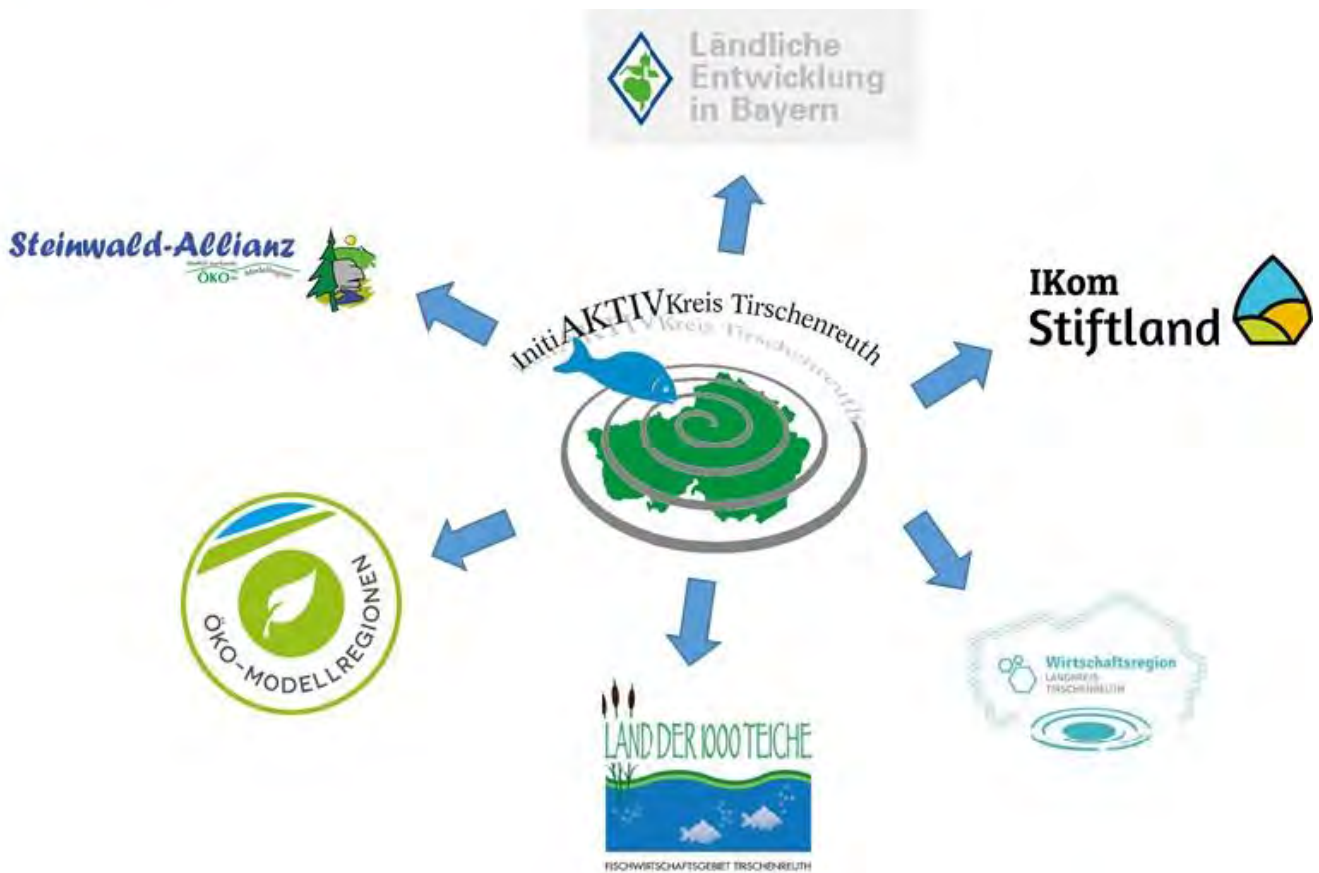 Ländliche
Entwicklung
in Bayern
Steinwald-Allianz
ÖKO-Modellregion
InitiAKTIVKreis Tirschenreuth
IKom
Stiftland
ÖKO-MODELLREGIONEN
Wirtschaftsregion
LANDKREIS
TIRSCHENREUTH
LAND DER 1000 TEICHE
FISCHWIRTSCHAFTSGEBIET TIRSCHENREUTH